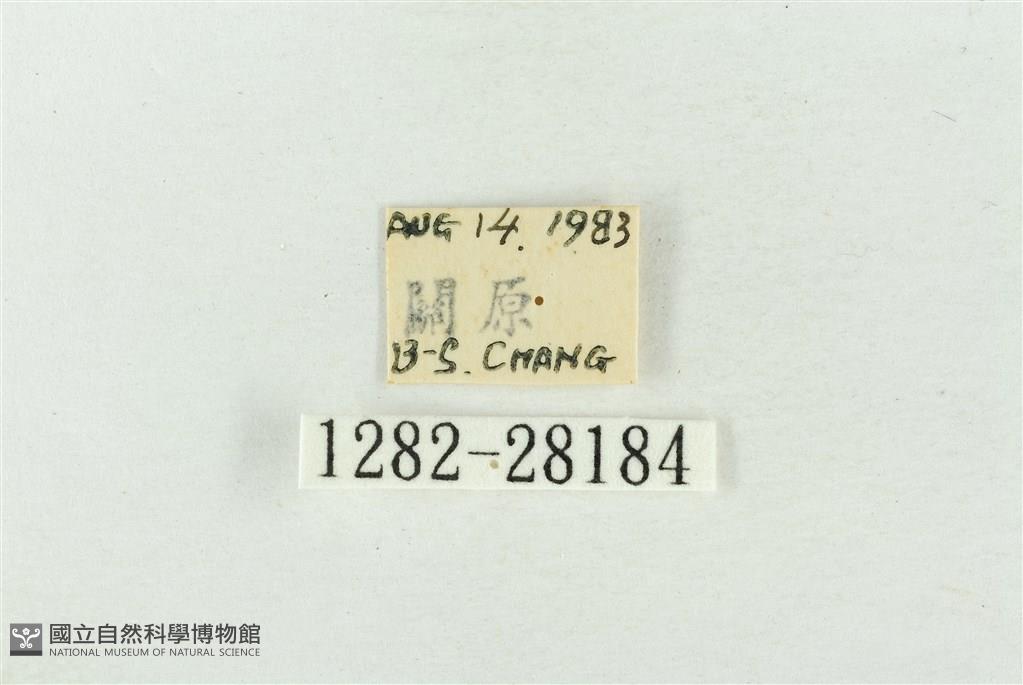 AUG 14. 1983
關原
B-S. CHANG
1282-28184
國立自然科學博物館
NATIONAL MUSEUM OF NATURAL SCIENCE